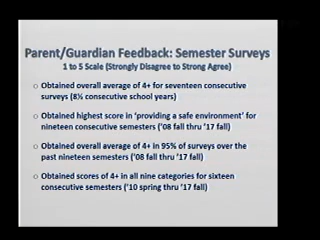 Parent/Guardian Feedback: Semester Surveys
1 to 5 Scale (Strongly Disagree to Strong Agree)
o Obtained overall average of 4+ for seventeen consecutive
surveys (8½ consecutive school years)
o Obtained highest score in ‘providing a safe environment’ for
nineteen consecutive semesters (‘08 fall thru ‘17 fall)
o Obtained overall average of 4+ in 95% of surveys over the
past nineteen semesters (‘08 fall thru ‘17 fall)
o Obtained scores of 4+ in all nine categories for sixteen
consecutive semesters (‘10 spring thru ‘17 fall)